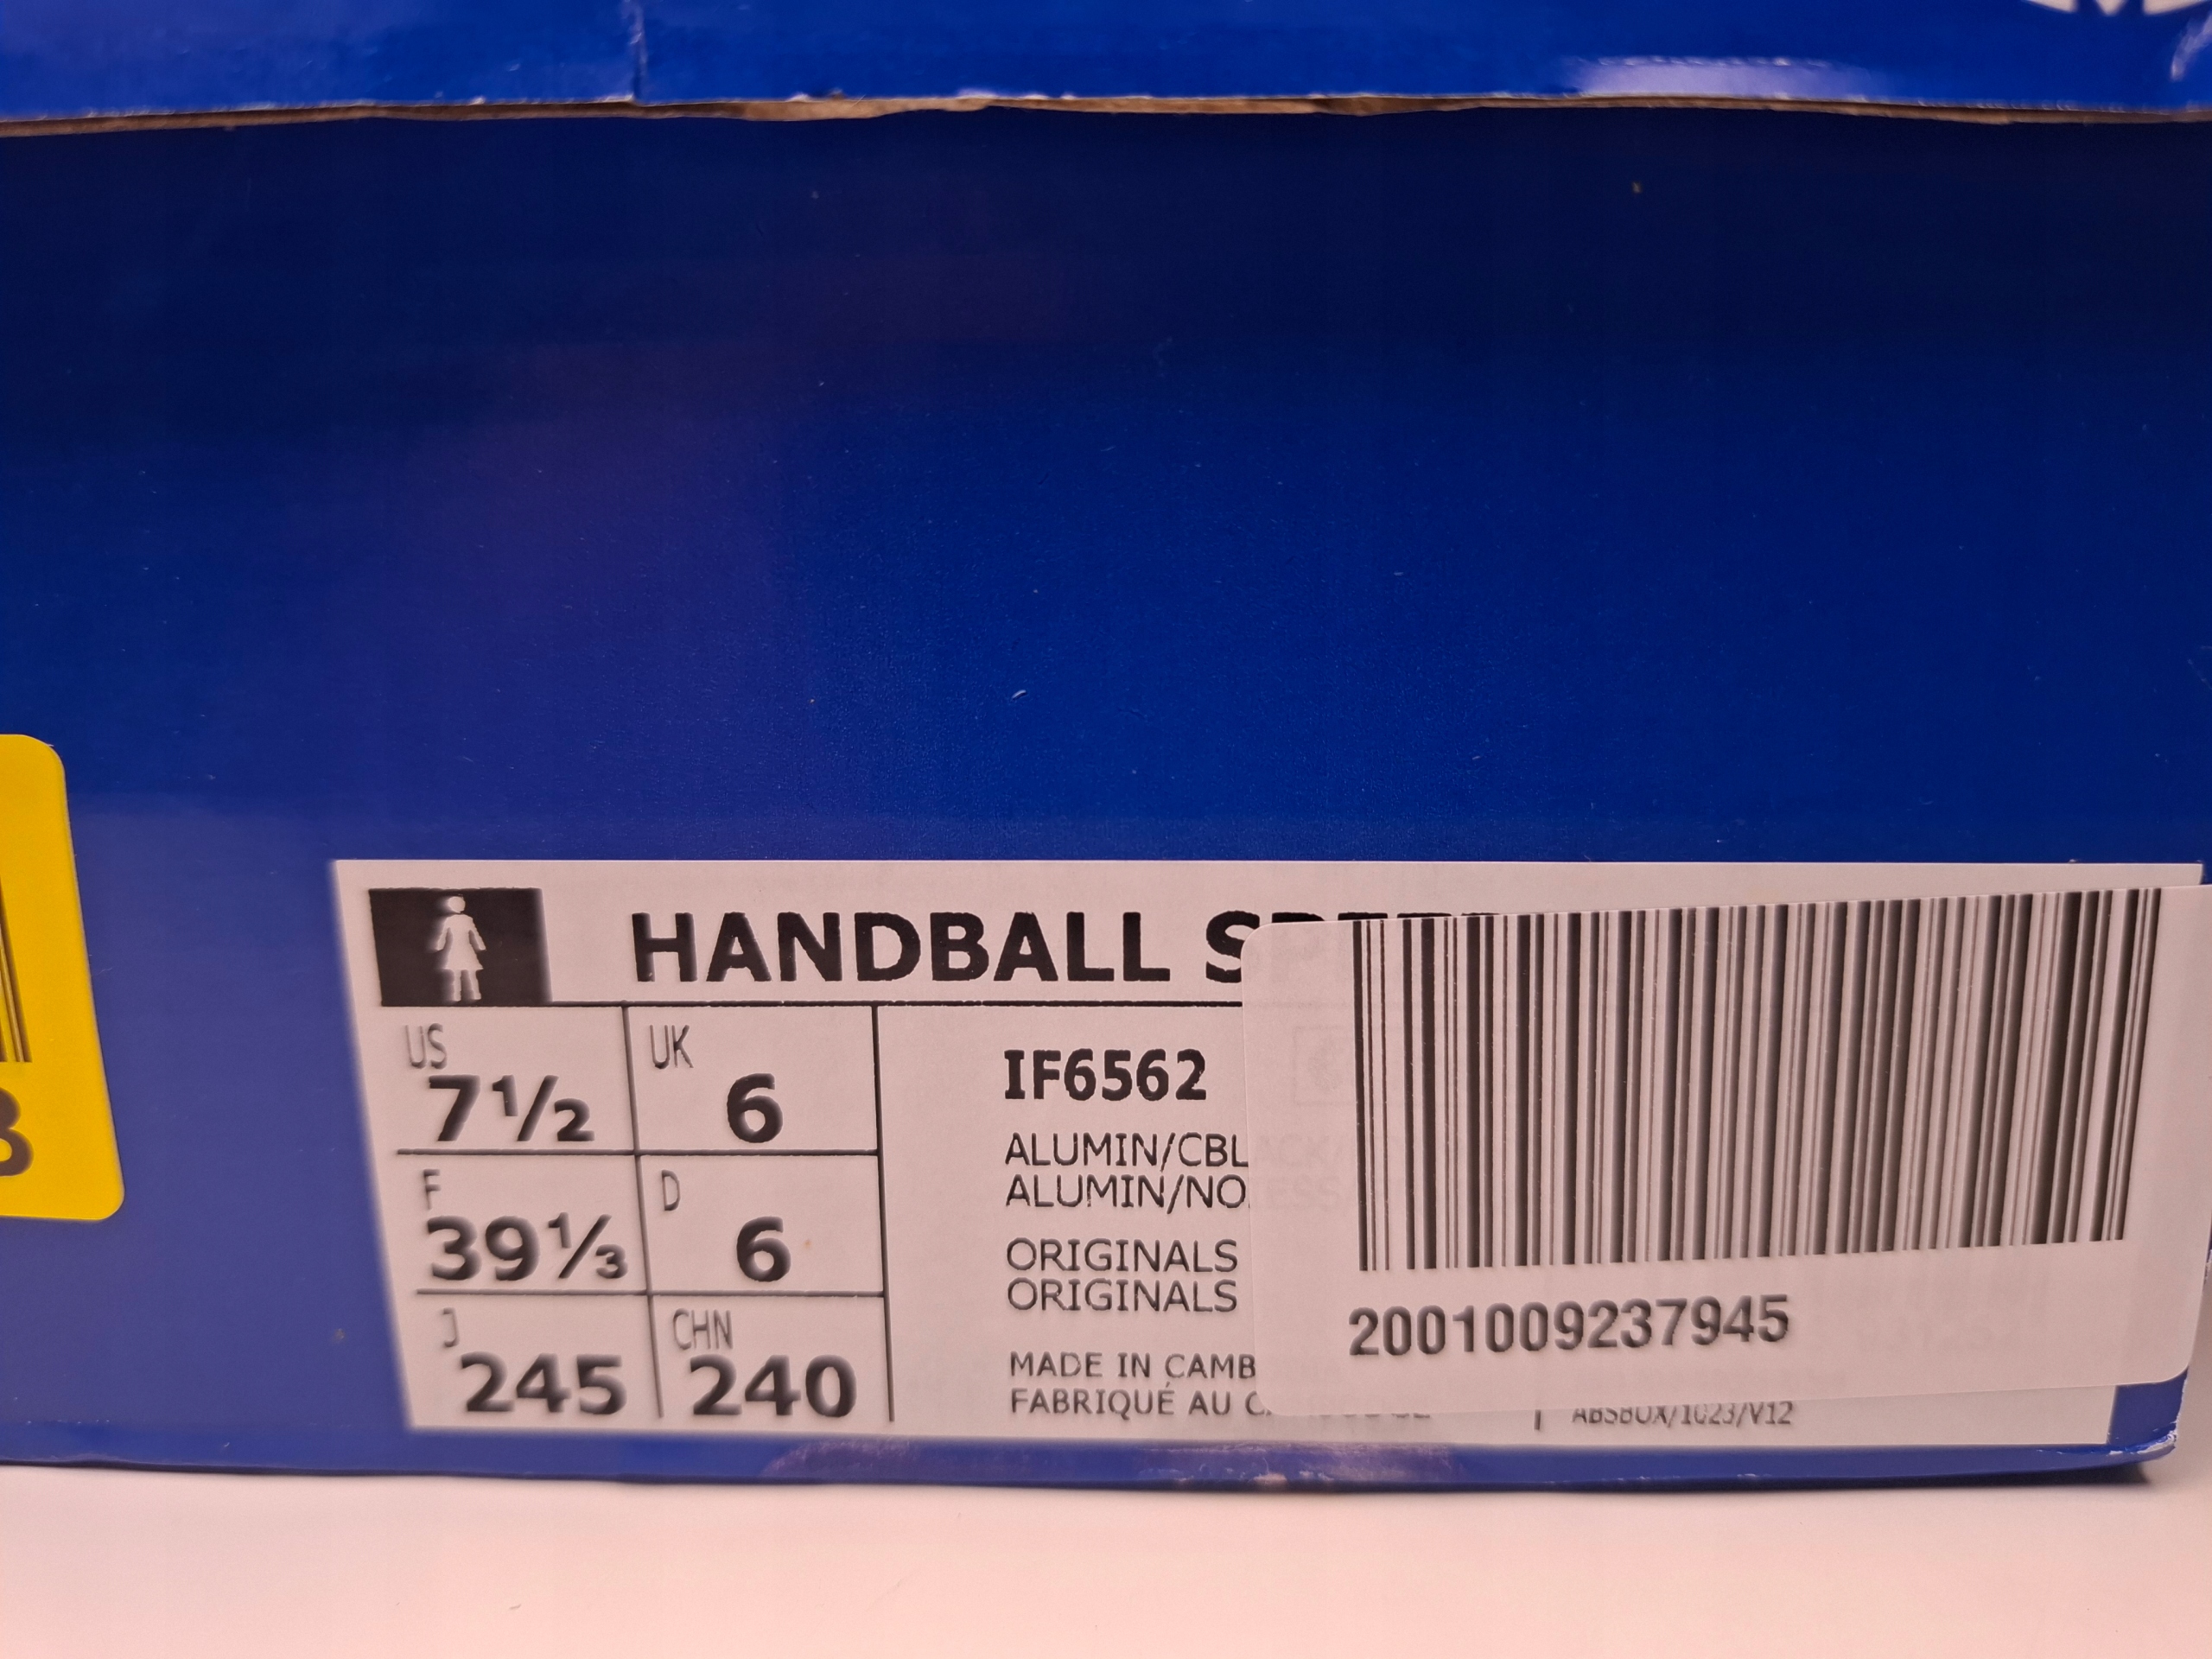 HANDBALL
US 7½ UK 6
F 39⅓ D 6
J 245 CHN 240
IF6562
ALUMIN/CBLACK/
ALUMIN/NO
ORIGINALS
ORIGINALS
MADE IN CAMB
FABRIQUÉ AU
2001009237945
ABSBOX/1023/V12